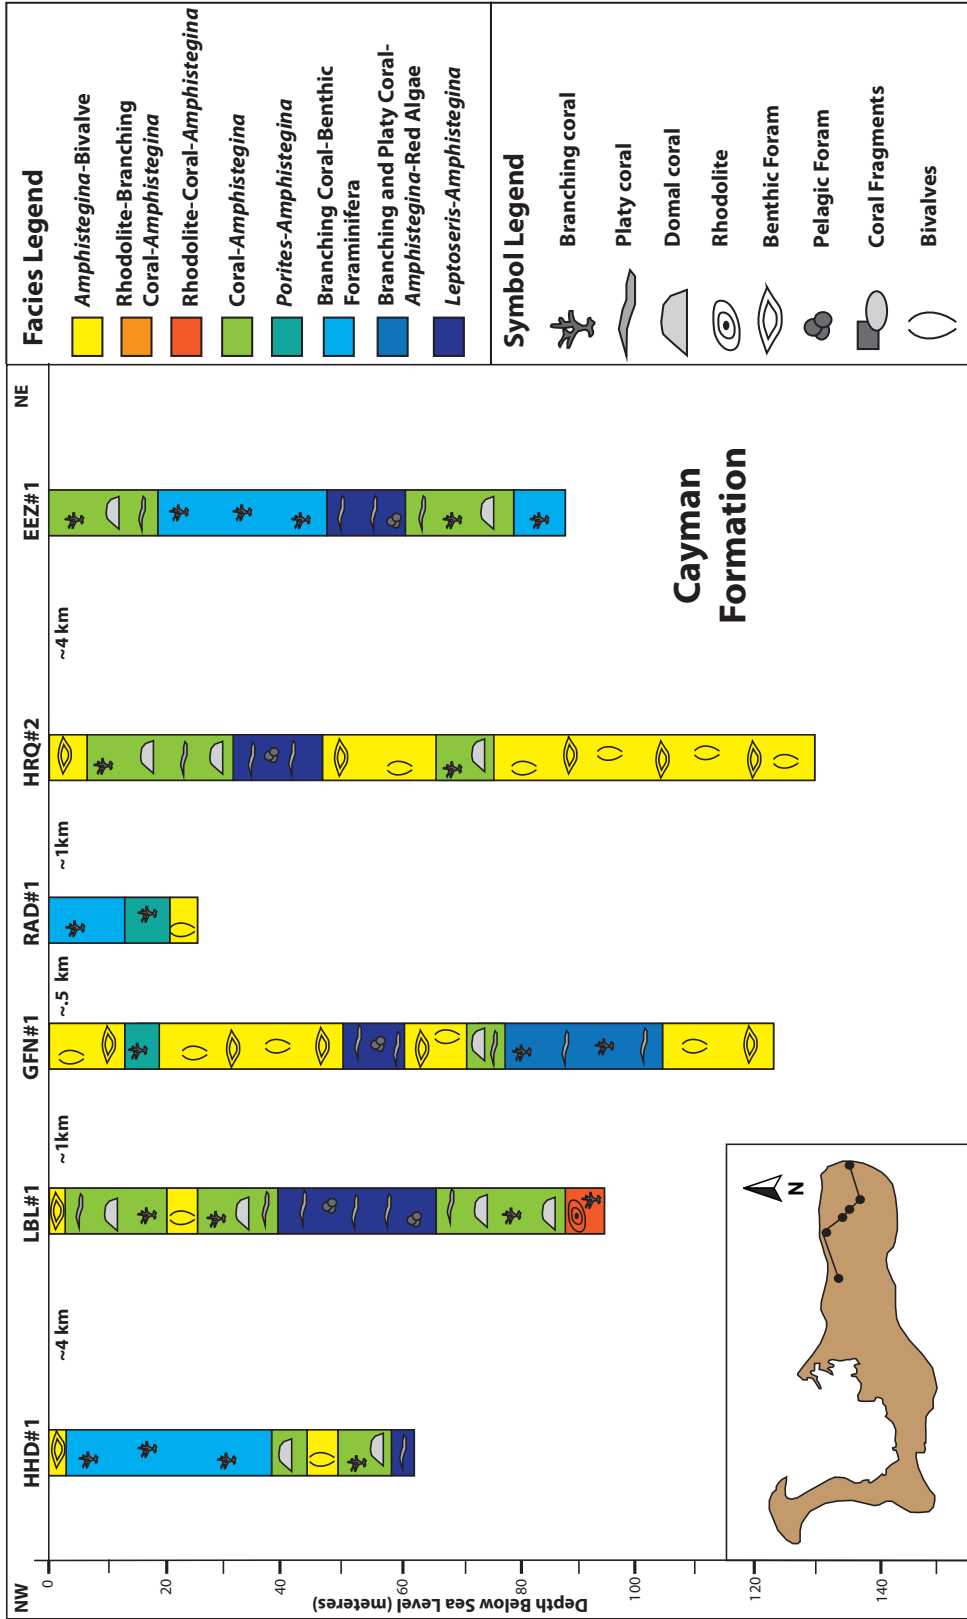 NW
NE
HHD#1
LBL#1
GFN#1
RAD#1
HRQ#2
EEZ#1
~4 km
~1km
~.5 km
~1km
~4 km
0
20
40
60
80
100
120
140
Depth Below Sea Level (meteres)
Cayman
Formation
N
Facies Legend
Amphistegina-Bivalve
Rhodolite-Branching
Coral-Amphistegina
Rhodolite-Coral-Amphistegina
Coral-Amphistegina
Porites-Amphistegina
Branching Coral-Benthic
Foraminifera
Branching and Platy Coral-
Amphistegina-Red Algae
Leptoseris-Amphistegina
Symbol Legend
Branching coral
Platy coral
Domal coral
Rhodolite
Benthic Foram
Pelagic Foram
Coral Fragments
Bivalves